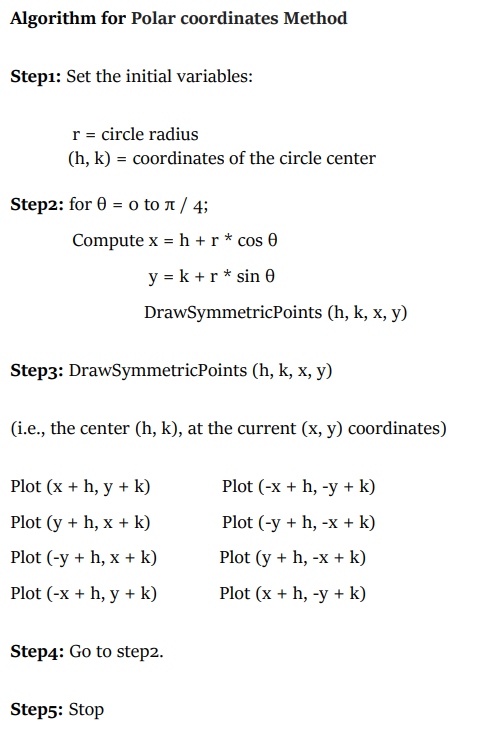 Algorithm for Polar coordinates Method
Step1: Set the initial variables:
r = circle radius
(h, k) = coordinates of the circle center
Step2: for θ = 0 to π / 4;
Compute x = h + r * cos θ
y = k + r * sin θ
DrawSymmetricPoints (h, k, x, y)
Step3: DrawSymmetricPoints (h, k, x, y)
(i.e., the center (h, k), at the current (x, y) coordinates)
Plot (x + h, y + k) Plot (-x + h, -y + k)
Plot (y + h, x + k) Plot (-y + h, -x + k)
Plot (-y + h, x + k) Plot (y + h, -x + k)
Plot (-x + h, y + k) Plot (x + h, -y + k)
Step4: Go to step2.
Step5: Stop